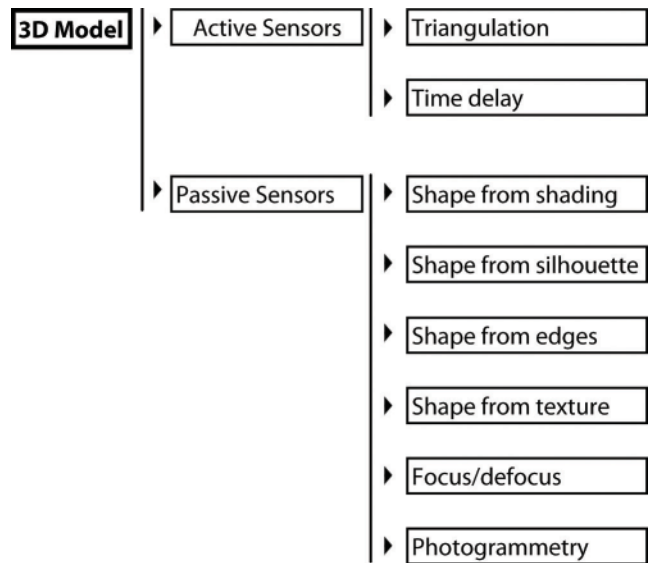 3D Model
Active Sensors
Triangulation
Time delay
Passive Sensors
Shape from shading
Shape from silhouette
Shape from edges
Shape from texture
Focus/defocus
Photogrammetry